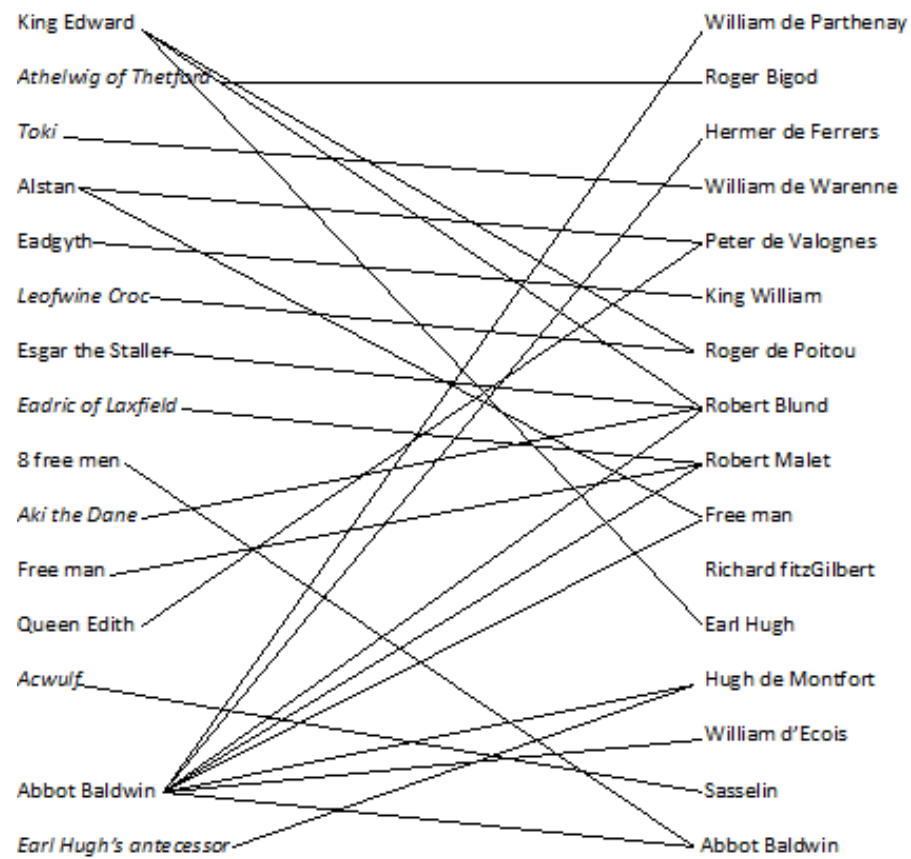 King Edward
William de Parthenay
Athelwig of Thetford
Roger Bigod
Toki
Hermer de Ferrers
Alstan
William de Warenne
Eadgyth
Peter de Valognes
Leofwine Croc
King William
Esgar the Staller
Roger de Poitou
Eadric of Laxfield
Robert Blund
8 free men
Robert Malet
Aki the Dane
Free man
Free man
Richard fitzGilbert
Queen Edith
Earl Hugh
Acwulf
Hugh de Montfort
William d’Ecois
Abbot Baldwin
Sasselin
Earl Hugh’s antecessor
Abbot Baldwin